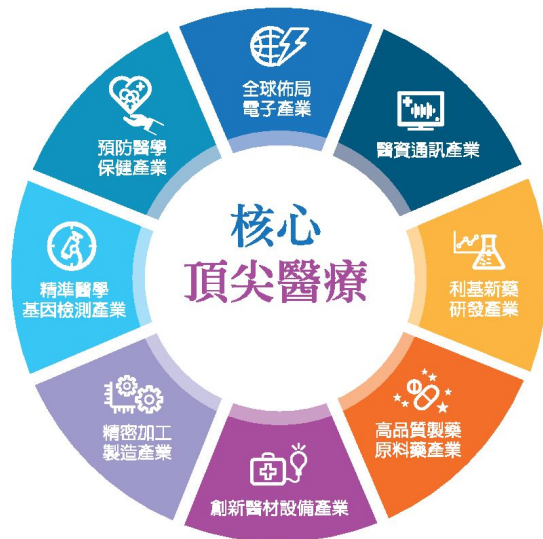 核心
頂尖醫療
全球佈局
電子產業
醫資通訊產業
利基新藥
研發產業
高品質製藥
原料藥產業
創新醫材設備產業
精密加工
製造產業
精準醫學
基因檢測產業
預防醫學
保健產業